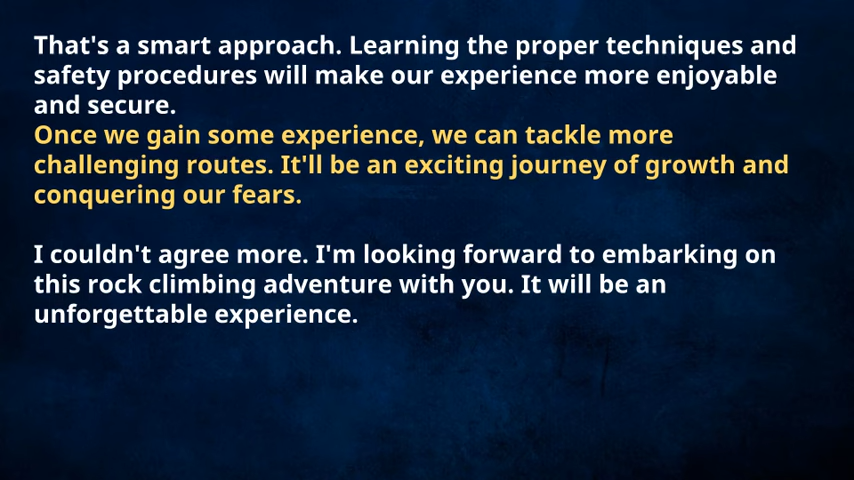 That's a smart approach. Learning the proper techniques and
safety procedures will make our experience more enjoyable
and secure.
Once we gain some experience, we can tackle more
challenging routes. It'll be an exciting journey of growth and
conquering our fears.
I couldn't agree more. I'm looking forward to embarking on
this rock climbing adventure with you. It will be an
unforgettable experience.